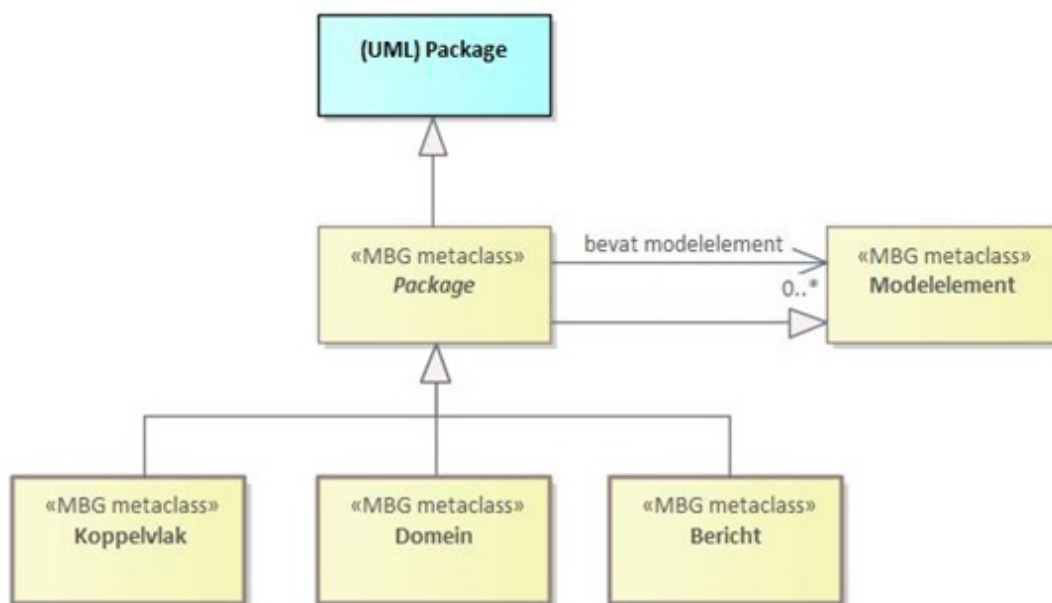 (UML) Package
«MBG metaclass»
Package
bevat modelelement
0..*
«MBG metaclass»
Modelelement
«MBG metaclass»
Koppelvlak
«MBG metaclass»
Domein
«MBG metaclass»
Bericht